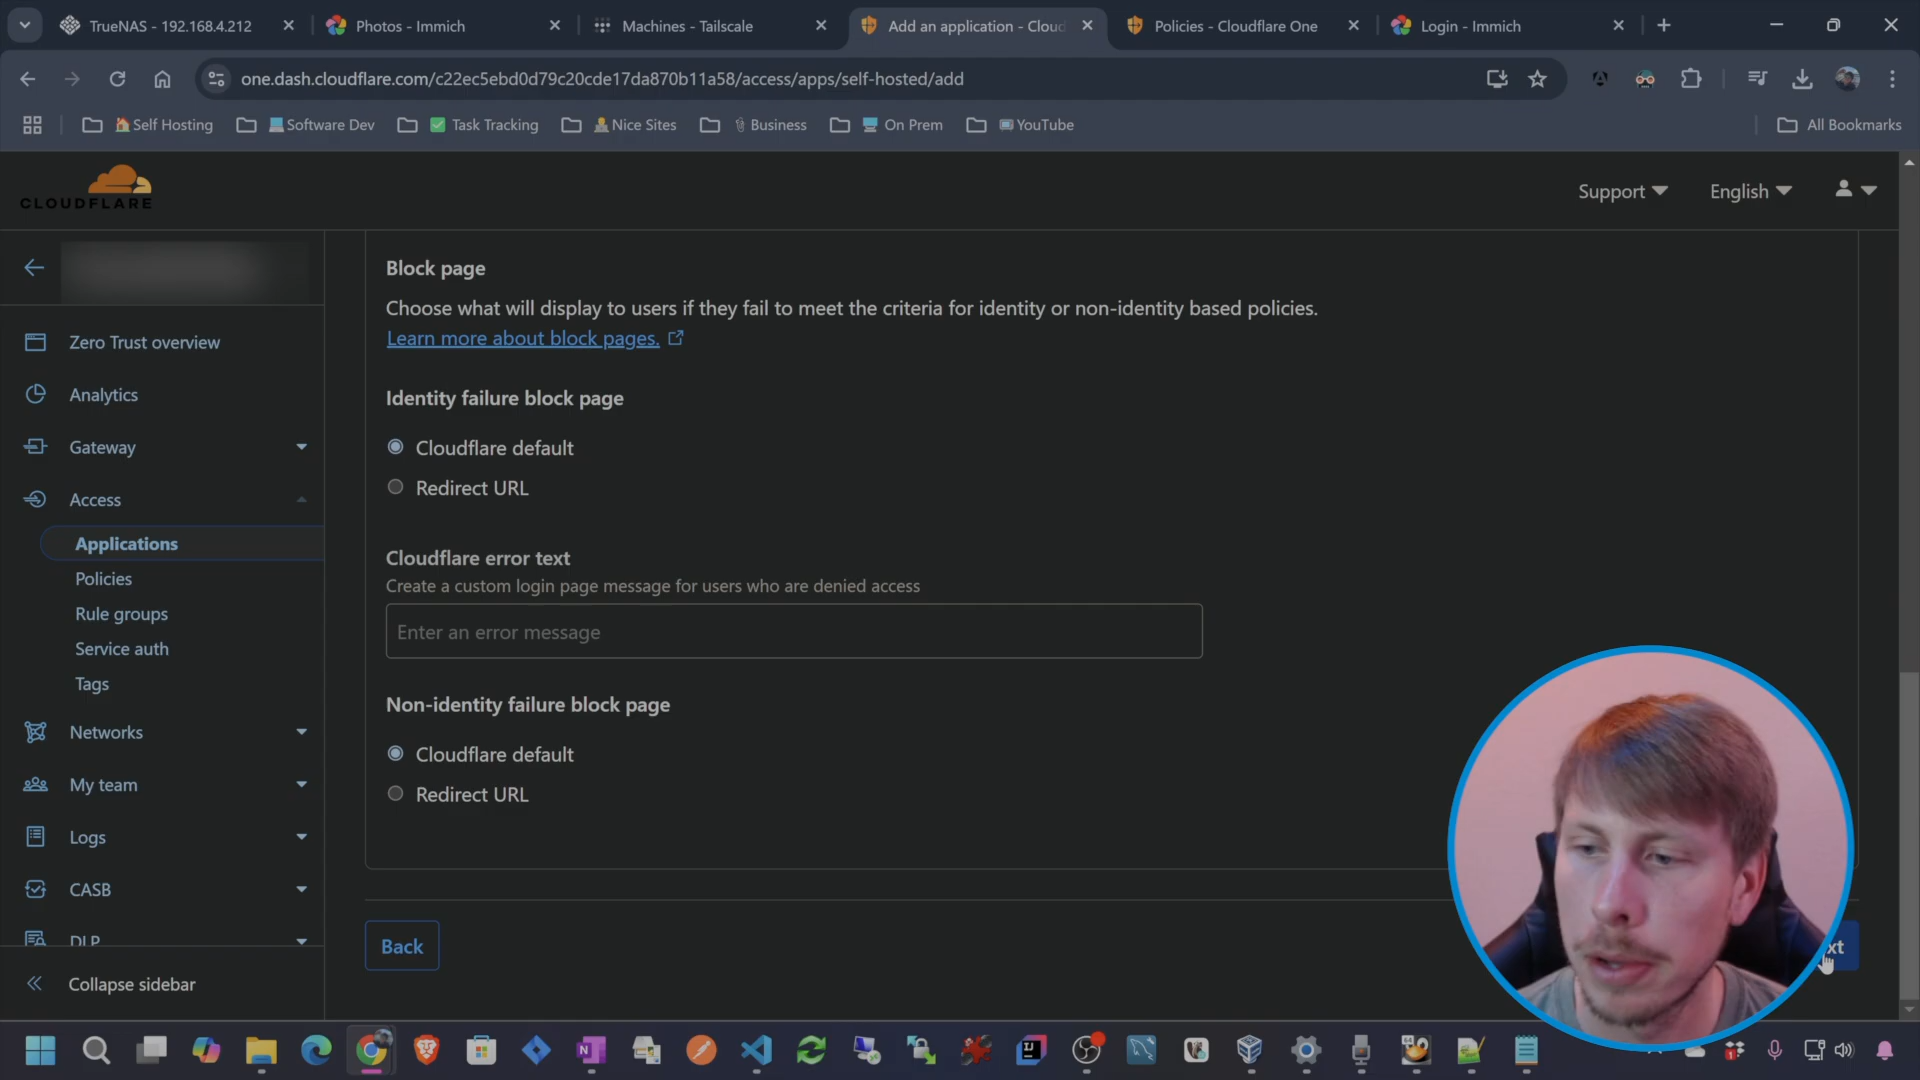 TrueNAS - 192.168.4.212
Photos - Immich
Machines - Tailscale
Add an application - Cloud
Policies - Cloudflare One
Login - Immich
one.dash.cloudflare.com/c22ec5ebd0d79c20cde17da870b11a58/access/apps/self-hosted/add
Self Hosting
Software Dev
Task Tracking
Nice Sites
Business
On Prem
YouTube
All Bookmarks
CLOUDFLARE
Support
English
Zero Trust overview
Analytics
Gateway
Access
Applications
Policies
Rule groups
Service auth
Tags
Networks
My team
Logs
CASB
DLP
Collapse sidebar
Block page
Choose what will display to users if they fail to meet the criteria for identity or non-identity based policies.
Learn more about block pages.
Identity failure block page
Cloudflare default
Redirect URL
Cloudflare error text
Create a custom login page message for users who are denied access
Enter an error message
Non-identity failure block page
Cloudflare default
Redirect URL
Back
xt